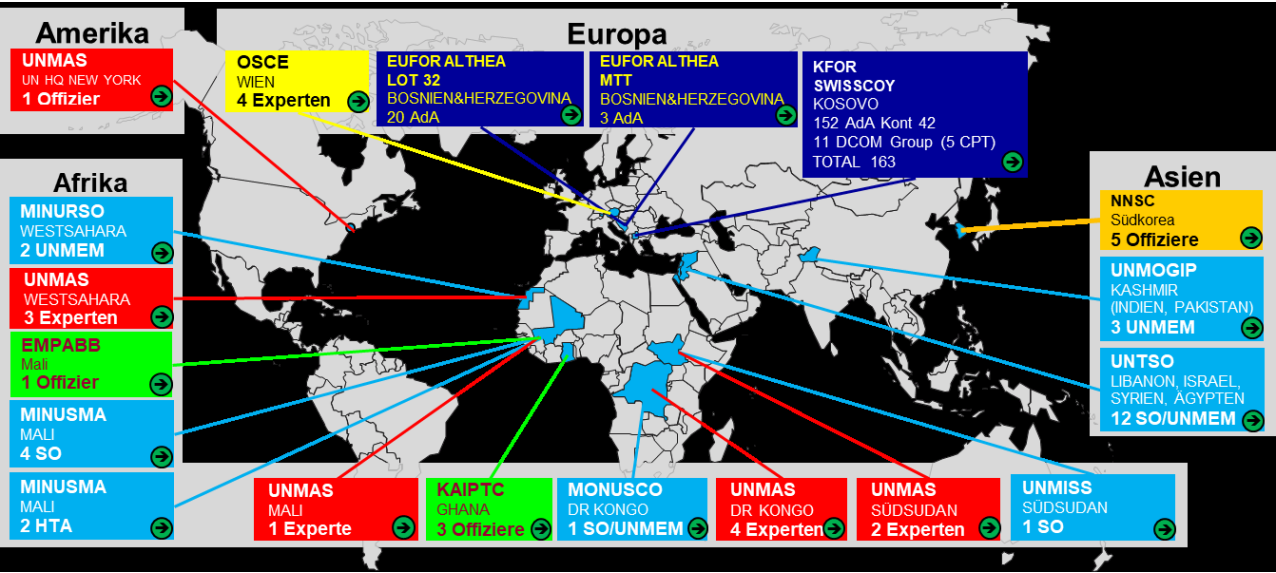 Amerika
UNMAS
UN HQ NEW YORK
1 Offizier
Europa
OSCE
WIEN
4 Experten
EUFOR ALTHEA
LOT 32
BOSNIEN&HERZEGOVINA
20 AdA
EUFOR ALTHEA
MTT
BOSNIEN&HERZEGOVINA
3 AdA
KFOR
SWISSCOY
KOSOVO
152 AdA Kont 42
11 DCOM Group (5 CPT)
TOTAL 163
Afrika
MINURSO
WESTSAHARA
2 UNMEM
UNMAS
WESTSAHARA
3 Experten
EMPABB
Mali
1 Offizier
MINUSMA
MALI
4 SO
MINUSMA
MALI
2 HTA
UNMAS
MALI
1 Experte
KAIPTC
GHANA
3 Offiziere
MONUSCO
DR KONGO
1 SO/UNMEM
UNMAS
DR KONGO
4 Experten
UNMAS
SÜDSUDAN
2 Experten
UNMISS
SÜDSUDAN
1 SO
Asien
NNSC
Südkorea
5 Offiziere
UNMOGIP
KASHMIR
(INDIEN, PAKISTAN)
3 UNMEM
UNTSO
LIBANON, ISRAEL,
SYRIEN, ÄGYPTEN
12 SO/UNMEM